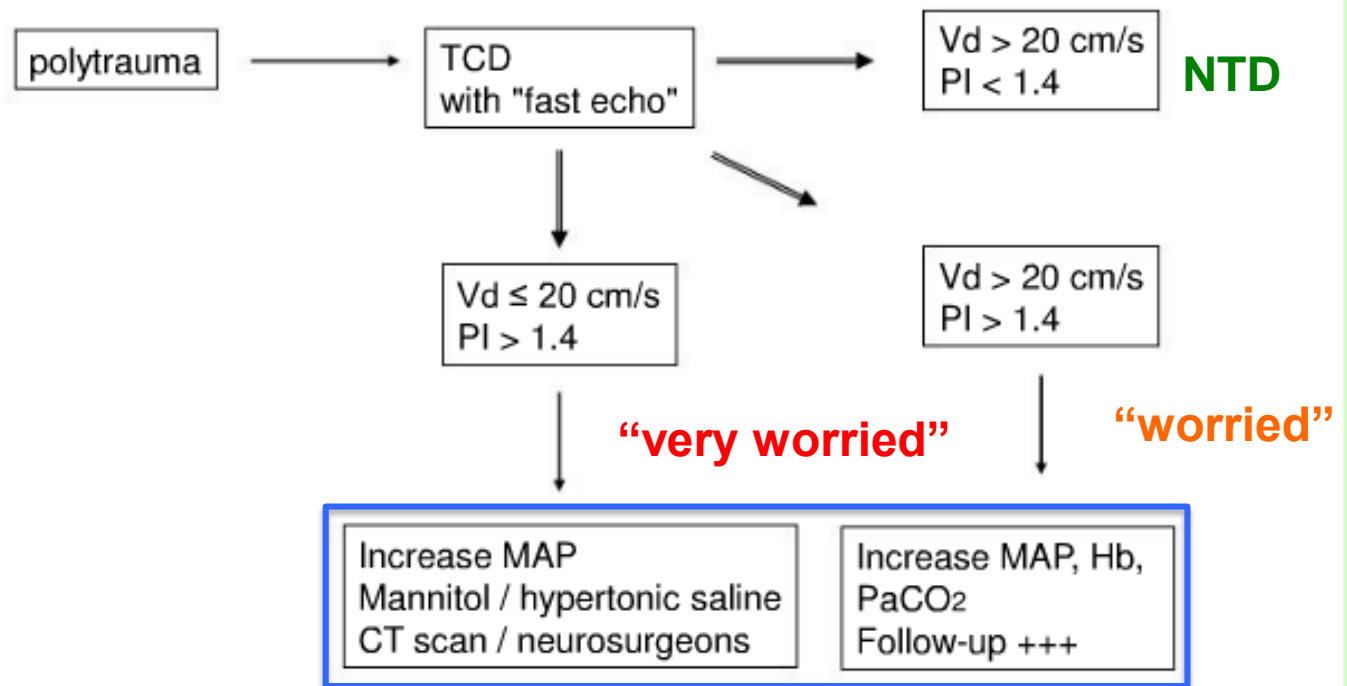 polytrauma
TCD
with "fast echo"
Vd > 20 cm/s
PI < 1.4
NTD
Vd ≤ 20 cm/s
PI > 1.4
Vd > 20 cm/s
PI > 1.4
“very worried”
“worried”
Increase MAP
Mannitol / hypertonic saline
CT scan / neurosurgeons
Increase MAP, Hb,
PaCO2
Follow-up +++